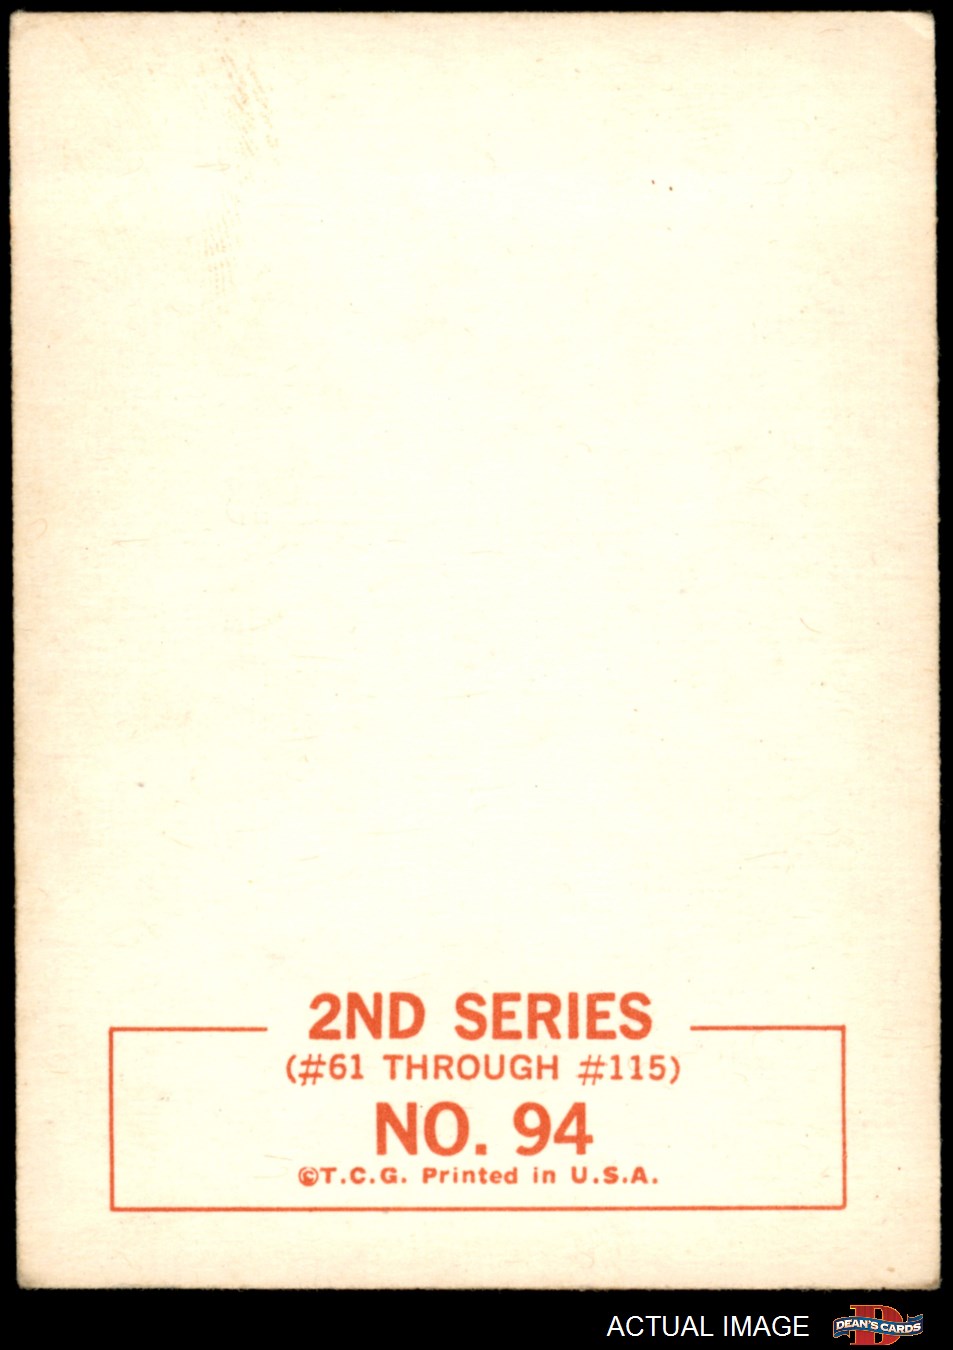 2ND SERIES
(#61 THROUGH #115)
NO. 94
©T.C.G. Printed in U.S.A.
ACTUAL IMAGE
DEAN'S CARDS